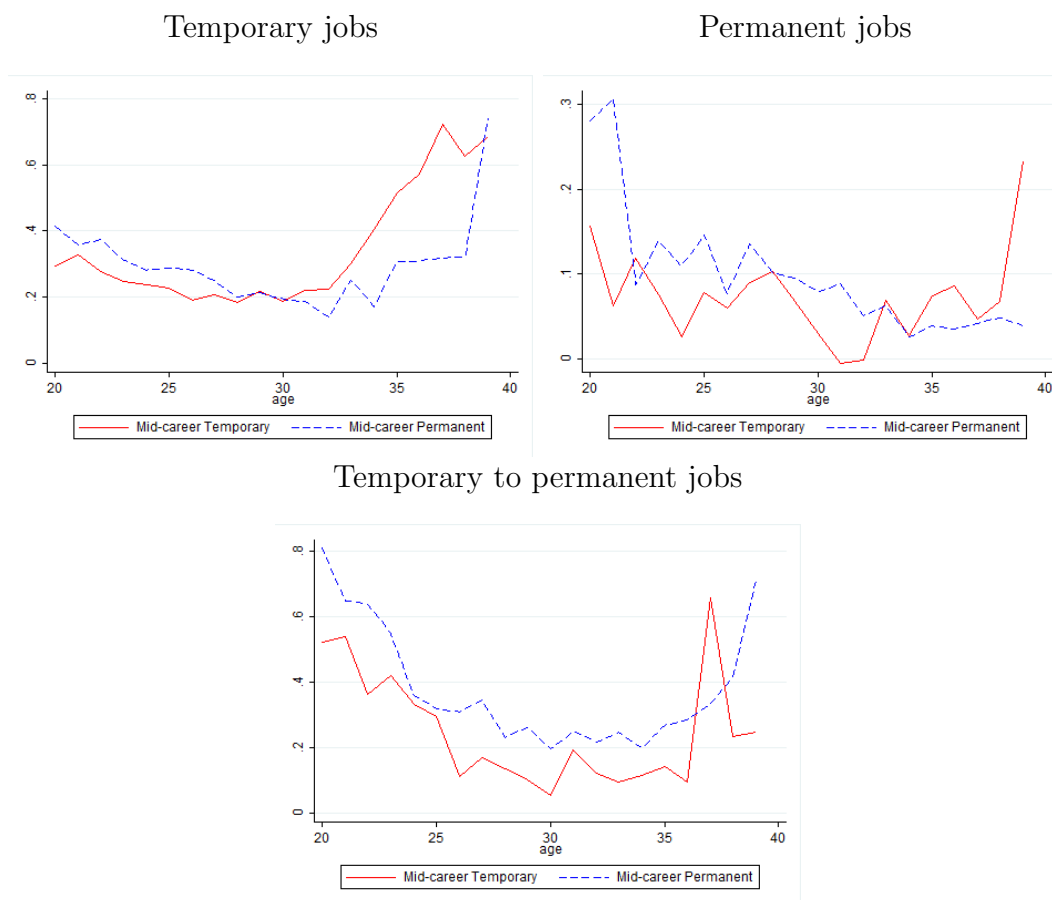 Temporary jobs
.8
.6
.4
.2
0
20 25 30 35 40
age
Mid-career Temporary Mid-career Permanent
Permanent jobs
.3
.2
.1
0
20 25 30 35 40
age
Mid-career Temporary Mid-career Permanent
Temporary to permanent jobs
.8
.6
.4
.2
0
20 25 30 35 40
age
Mid-career Temporary Mid-career Permanent